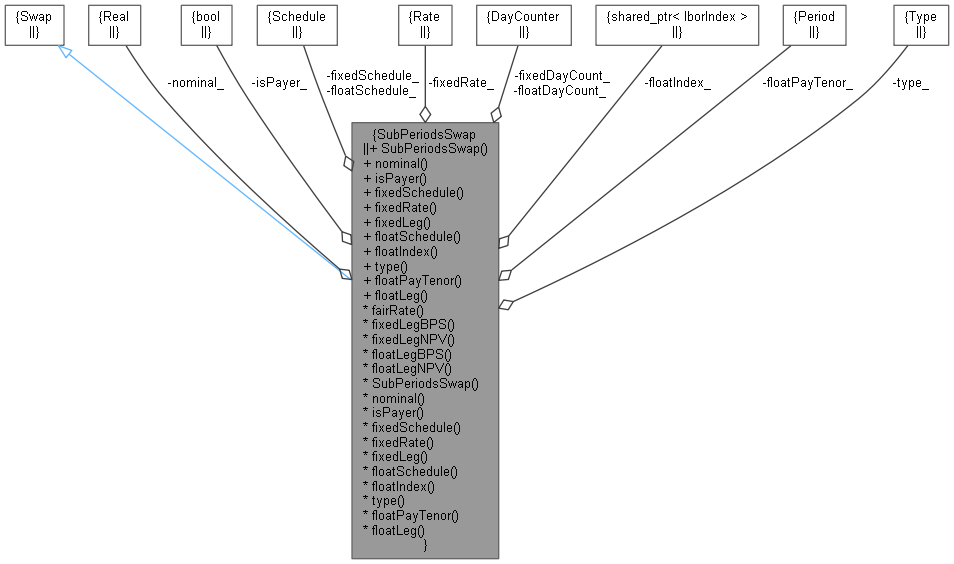 {Swap
||}
{Real
||}
{bool
||}
{Schedule
||}
{Rate
||}
{DayCounter
||}
{shared_ptr< IborIndex >
||}
{Period
||}
{Type
||}
-nominal_
-isPayer_
-fixedSchedule_
-floatSchedule_
-fixedRate_
-fixedDayCount_
-floatDayCount_
-floatIndex_
-floatPayTenor_
-type_
{SubPeriodsSwap
||+ SubPeriodsSwap()
+ nominal()
+ isPayer()
+ fixedSchedule()
+ fixedRate()
+ fixedLeg()
+ floatSchedule()
+ floatIndex()
+ type()
+ floatPayTenor()
+ floatLeg()
* fairRate()
* fixedLegBPS()
* fixedLegNPV()
* floatLegBPS()
* floatLegNPV()
* SubPeriodsSwap()
* nominal()
* isPayer()
* fixedSchedule()
* fixedRate()
* fixedLeg()
* floatSchedule()
* floatIndex()
* type()
* floatPayTenor()
* floatLeg()
}